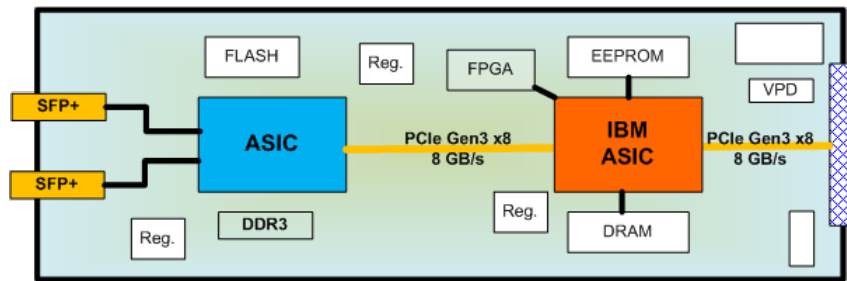 FLASH
Reg.
FPGA
EEPROM
VPD
SFP+
ASIC
PCIe Gen3 x8
8 GB/s
IBM
ASIC
PCIe Gen3 x8
8 GB/s
SFP+
Reg.
DDR3
Reg.
DRAM